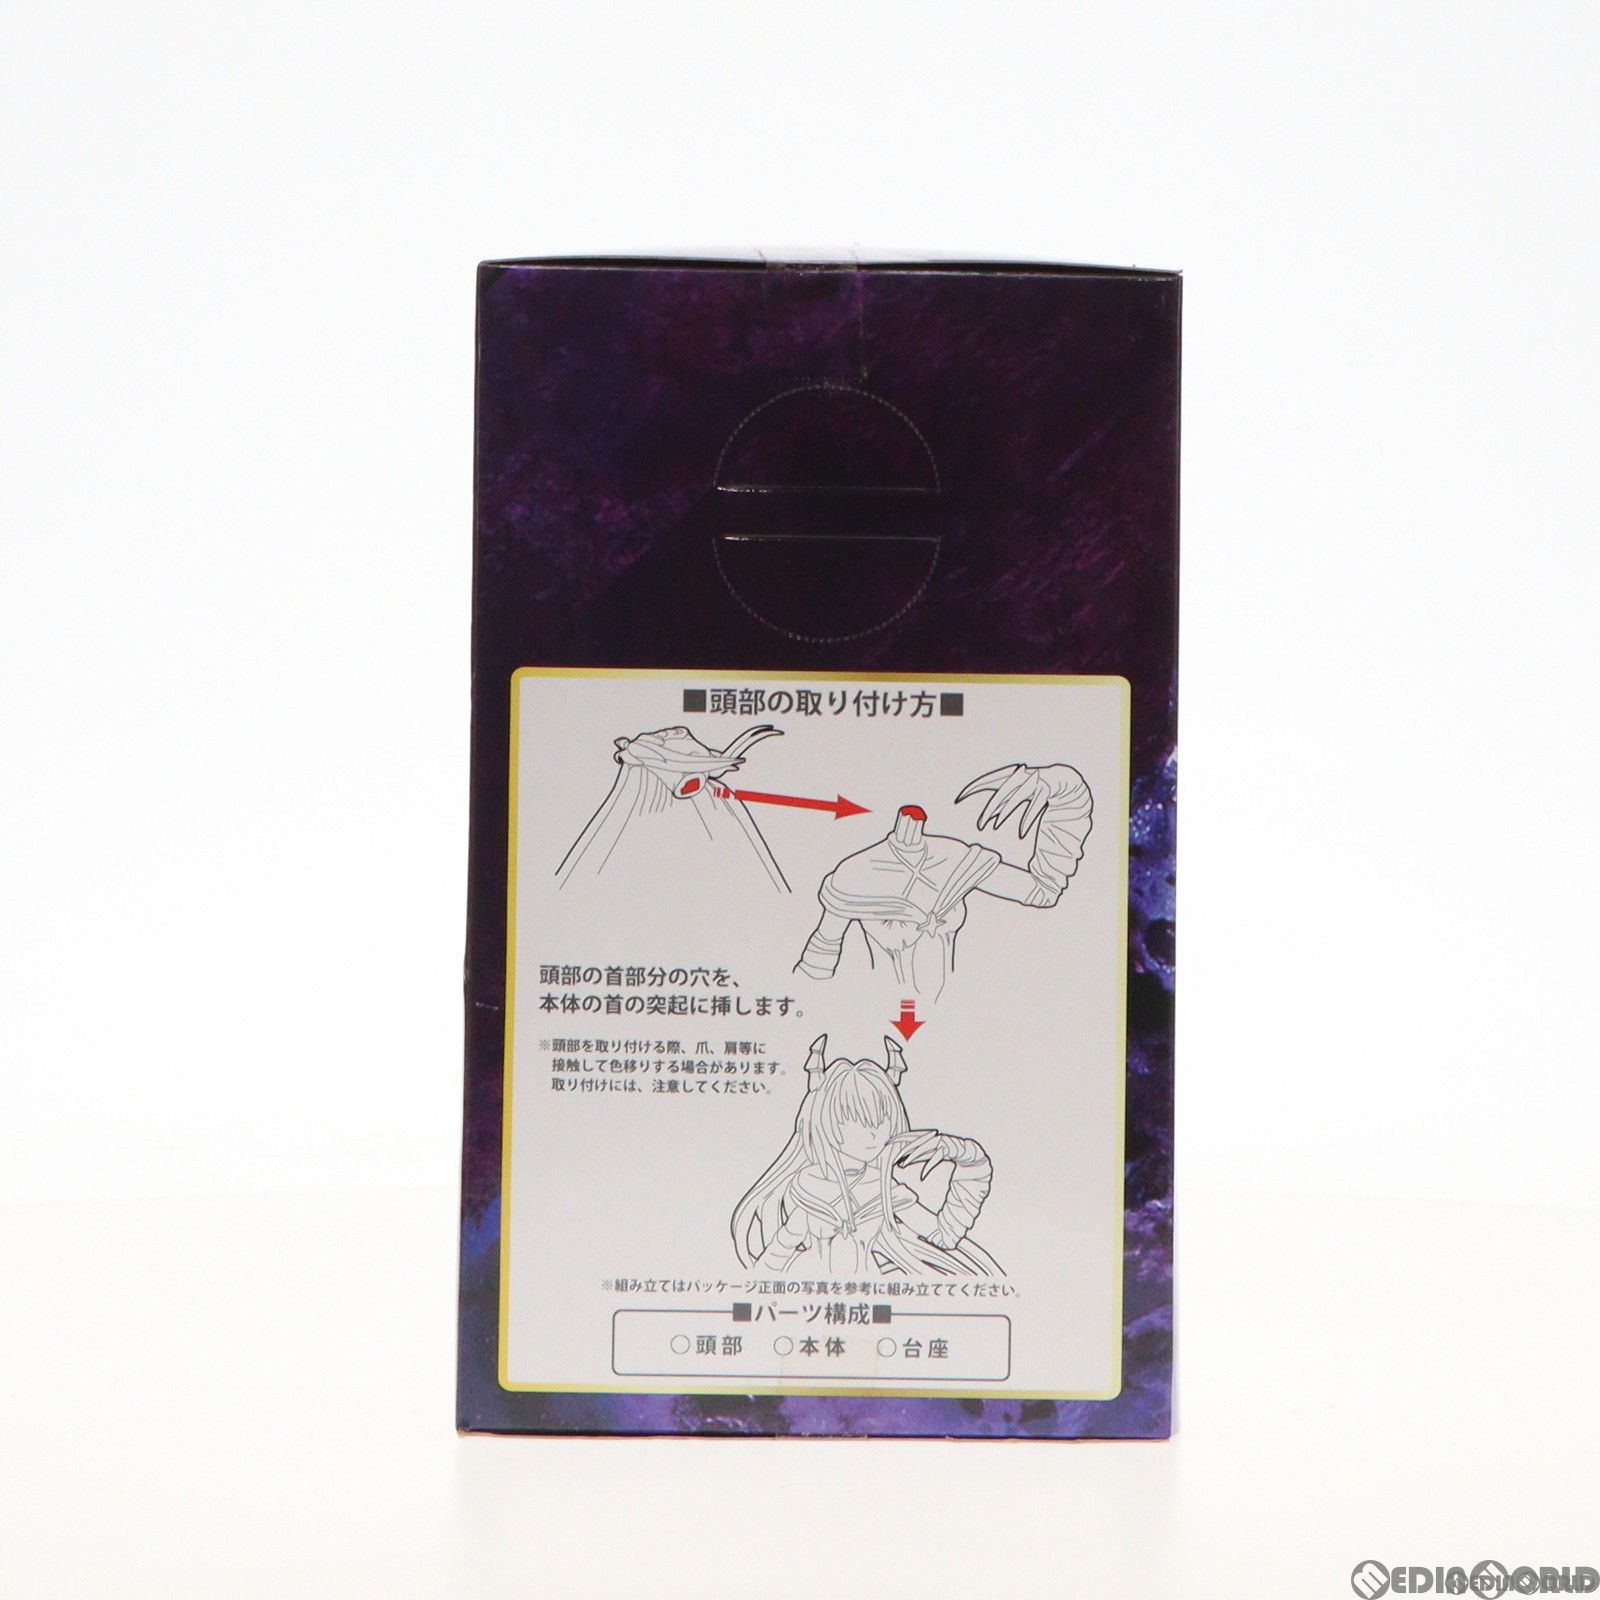 ■頭部の取り付け方■
頭部の首部分の穴を、
本体の首の突起に挿します。
※頭部を取り付ける際、爪、肩等に
接触して色移りする場合があります。
取り付けには、注意してください。
※組み立てはパッケージ正面の写真を参考に組み立ててください。
■パーツ構成■
○頭部 ○本体 ○台座
MEDIAWORLD